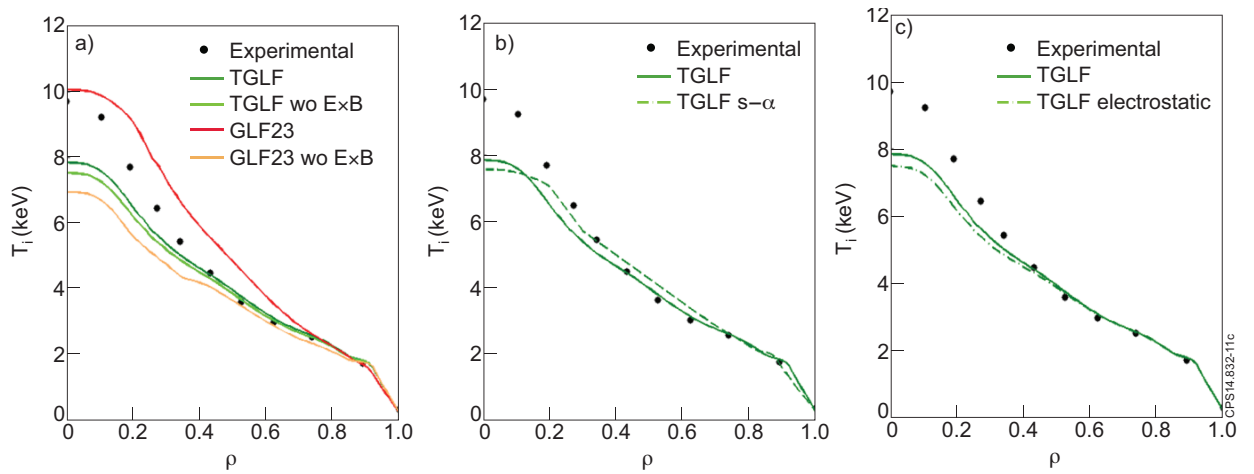 a)
Experimental
TGLF
TGLF wo E×B
GLF23
GLF23 wo E×B
12
10
8
6
4
2
0
T i (keV)
0 0.2 0.4 0.6 0.8 1.0
ρ
b)
Experimental
TGLF
TGLF s−α
12
10
8
6
4
2
0
T i (keV)
0 0.2 0.4 0.6 0.8 1.0
ρ
c)
Experimental
TGLF
TGLF electrostatic
12
10
8
6
4
2
0
T i (keV)
0 0.2 0.4 0.6 0.8 1.0
ρ
CPS14.832-11c